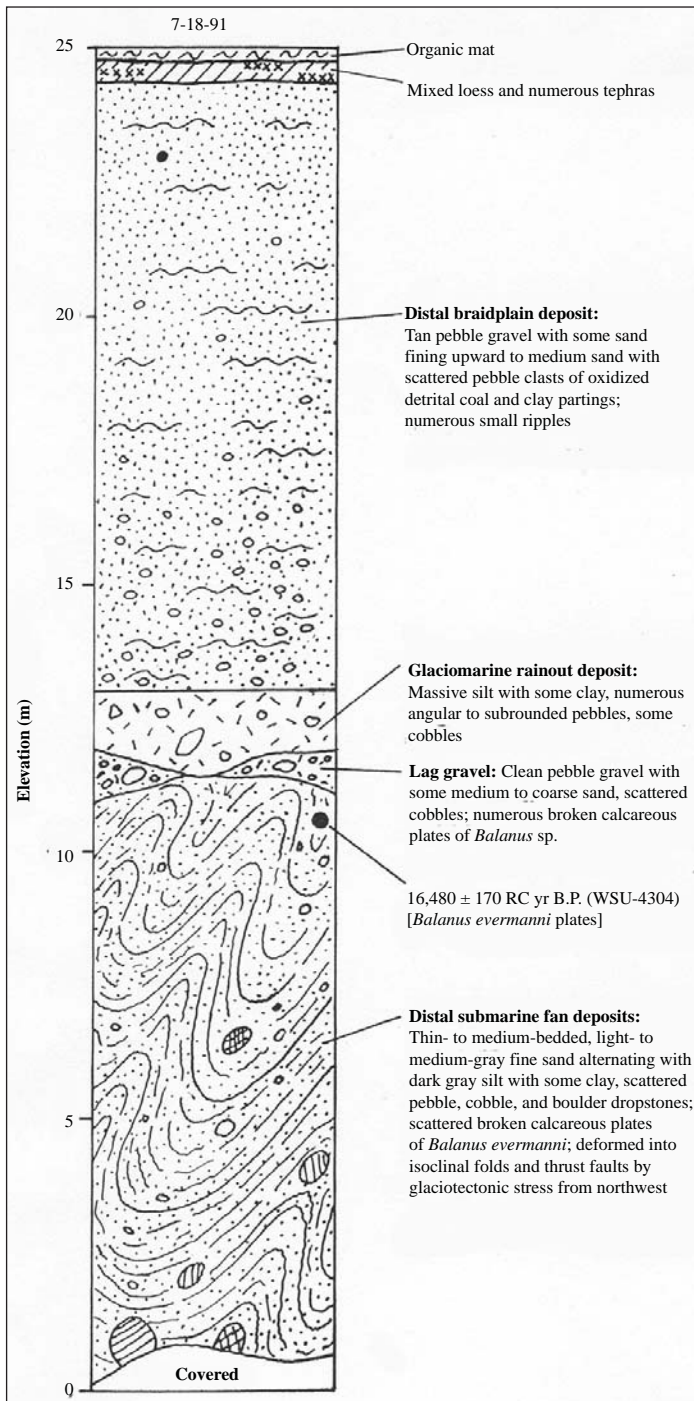 7-18-91
25
Organic mat
Mixed loess and numerous tephras
20
Distal braidplain deposit:
Tan pebble gravel with some sand
fining upward to medium sand with
scattered pebble clasts of oxidized
detrital coal and clay partings;
numerous small ripples
15
Glaciomarine rainout deposit:
Massive silt with some clay, numerous
angular to subrounded pebbles, some
cobbles
Elevation (m)
Lag gravel: Clean pebble gravel with
some medium to coarse sand, scattered
cobbles; numerous broken calcareous
plates of Balanus sp.
10
16,480 ± 170 RC yr B.P. (WSU-4304)
[Balanus evermanni plates]
Distal submarine fan deposits:
Thin- to medium-bedded, light- to
medium-gray fine sand alternating with
dark gray silt with some clay, scattered
pebble, cobble, and boulder dropstones;
scattered broken calcareous plates
of Balanus evermanni; deformed into
isoclinal folds and thrust faults by
glaciotectonic stress from northwest
5
Covered
0